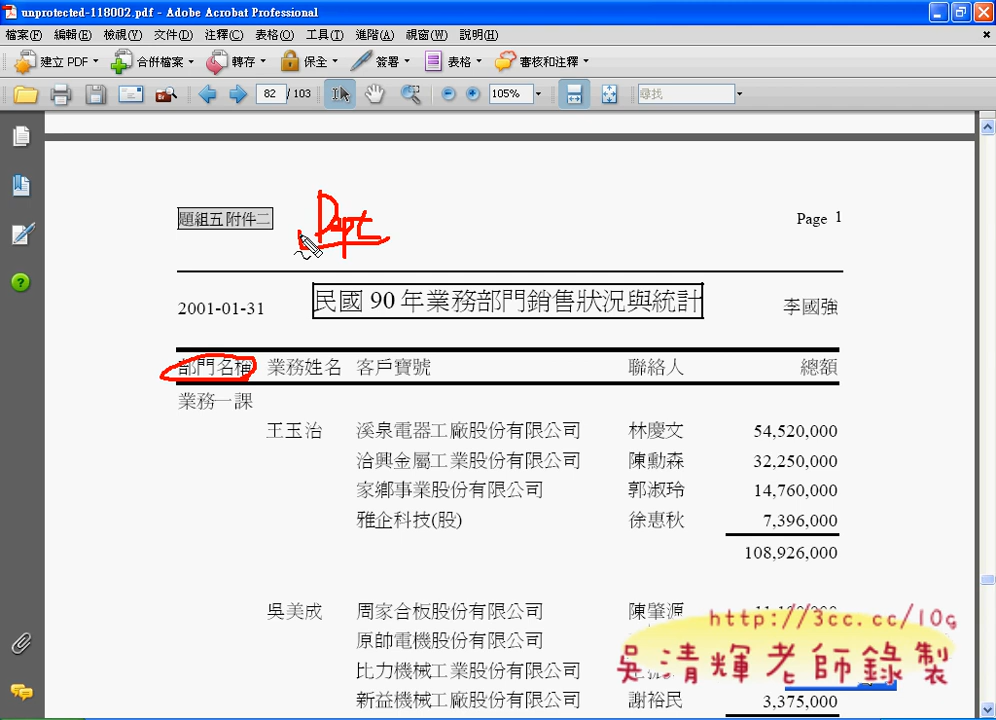 unprotected-118002.pdf - Adobe Acrobat Professional
檔案(F) 編輯(E) 檢視(V) 文件(D) 注釋(C) 表格(O) 工具(T) 進階(A) 視窗(W) 說明(H)
建立 PDF 合併檔案 轉存 保全 簽署 表格 審核和注釋
82 / 103 105% 尋找
題組五附件二 Dept Page 1
2001-01-31 民國 90 年業務部門銷售狀況與統計 李國強
部門名稱 業務姓名 客戶寶號 聯絡人 總額
業務一課
王玉治 溪泉電器工廠股份有限公司 林慶文 54,520,000
洽興金屬工業股份有限公司 陳勳森 32,250,000
家鄉事業股份有限公司 郭淑玲 14,760,000
雅企科技(股) 徐惠秋 7,396,000
108,926,000
吳美成 周家合板股份有限公司 陳肇源
http://3cc.cc/10g
原帥電機股份有限公司
比力機械工業股份有限公司
吳清輝老師錄製
新益機械工廠股份有限公司 謝裕民 3,375,000